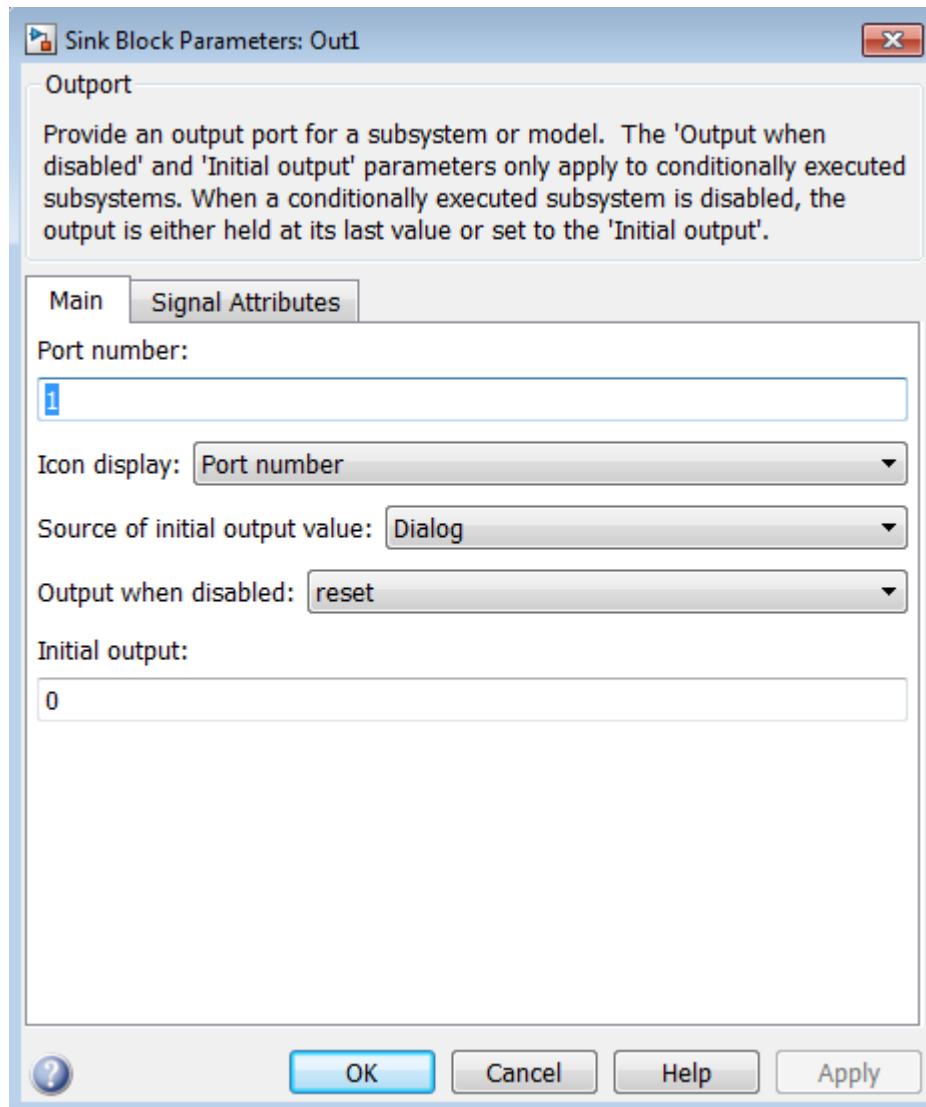 Sink Block Parameters: Out1
Outport
Provide an output port for a subsystem or model. The 'Output when
disabled' and 'Initial output' parameters only apply to conditionally executed
subsystems. When a conditionally executed subsystem is disabled, the
output is either held at its last value or set to the 'Initial output'.
Main Signal Attributes
Port number:
1
Icon display: Port number
Source of initial output value: Dialog
Output when disabled: reset
Initial output:
0
? OK Cancel Help Apply